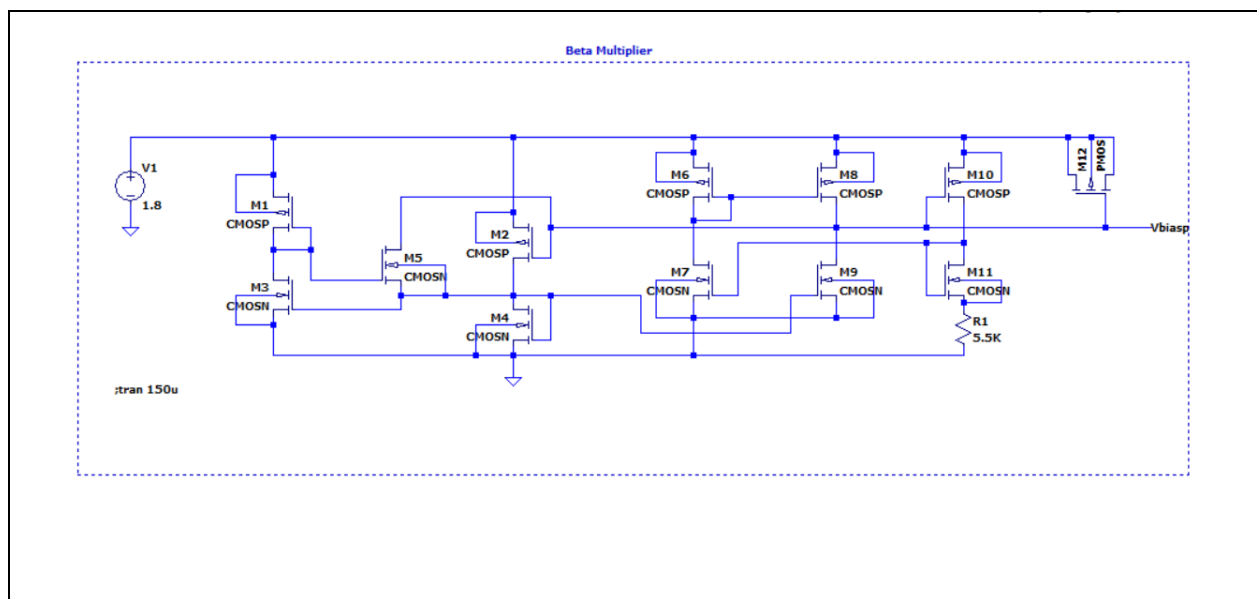 Beta Multiplier
V1
1.8
M1
CMOSP
M3
CMOSN
M5
CMOSN
M2
CMOSP
M4
CMOSN
M6
CMOSP
M7
CMOSN
M8
CMOSP
M9
CMOSN
M10
CMOSP
M11
CMOSN
R1
5.5K
M12
PMOS
Vbiasp
;tran 150u